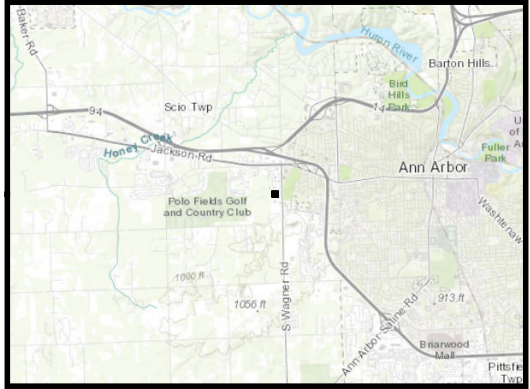 Baker Rd
Huron River
Barton Hills
Bird
Hills
Park
14
Scio Twp
94
Honey Creek
Jackson Rd
U
of
A
Fuller
Park
Ann Arbor
Polo Fields Golf
and Country Club
Washtenaw
1000 ft
1056 ft
S Wagner Rd
Ann Arbor-Saline Rd
913 ft
Briarwood
Mall
Pittsfie
Twp